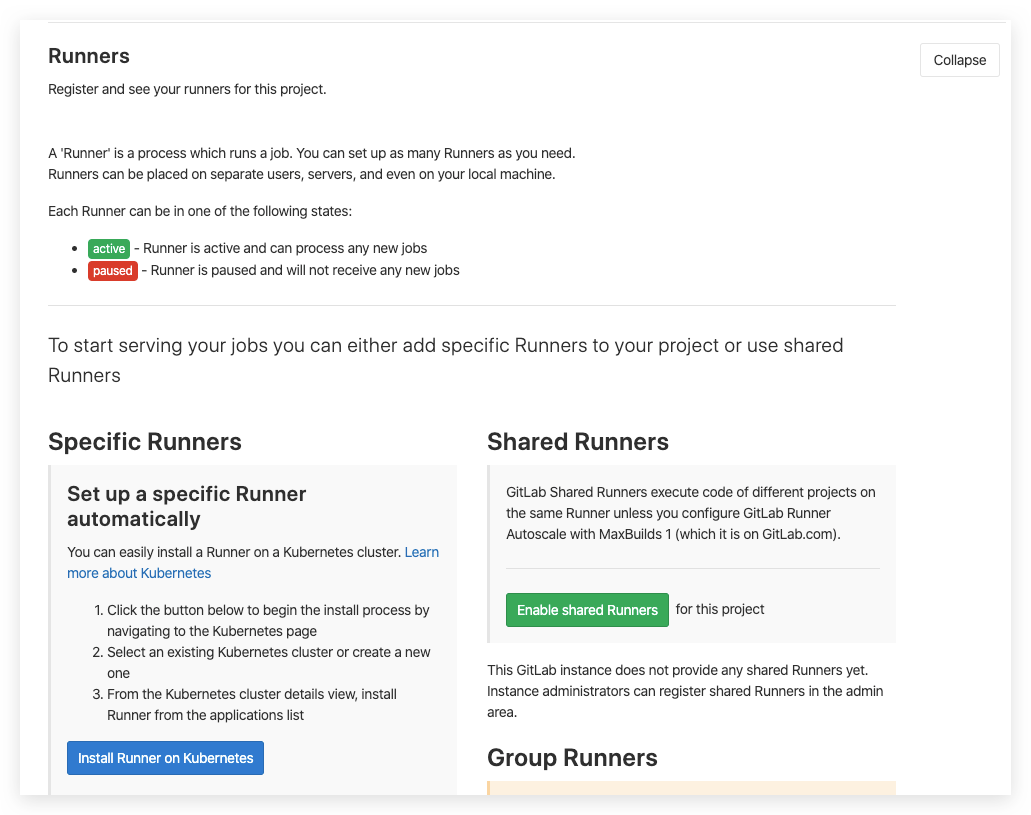 Runners
Collapse
Register and see your runners for this project.
A 'Runner' is a process which runs a job. You can set up as many Runners as you need.
Runners can be placed on separate users, servers, and even on your local machine.
Each Runner can be in one of the following states:
• active - Runner is active and can process any new jobs
• paused - Runner is paused and will not receive any new jobs
To start serving your jobs you can either add specific Runners to your project or use shared
Runners
Specific Runners
Set up a specific Runner
automatically
You can easily install a Runner on a Kubernetes cluster. Learn
more about Kubernetes
1. Click the button below to begin the install process by
navigating to the Kubernetes page
2. Select an existing Kubernetes cluster or create a new
one
3. From the Kubernetes cluster details view, install
Runner from the applications list
Install Runner on Kubernetes
Shared Runners
GitLab Shared Runners execute code of different projects on
the same Runner unless you configure GitLab Runner
Autoscale with MaxBuilds 1 (which it is on GitLab.com).
Enable shared Runners for this project
This GitLab instance does not provide any shared Runners yet.
Instance administrators can register shared Runners in the admin
area.
Group Runners